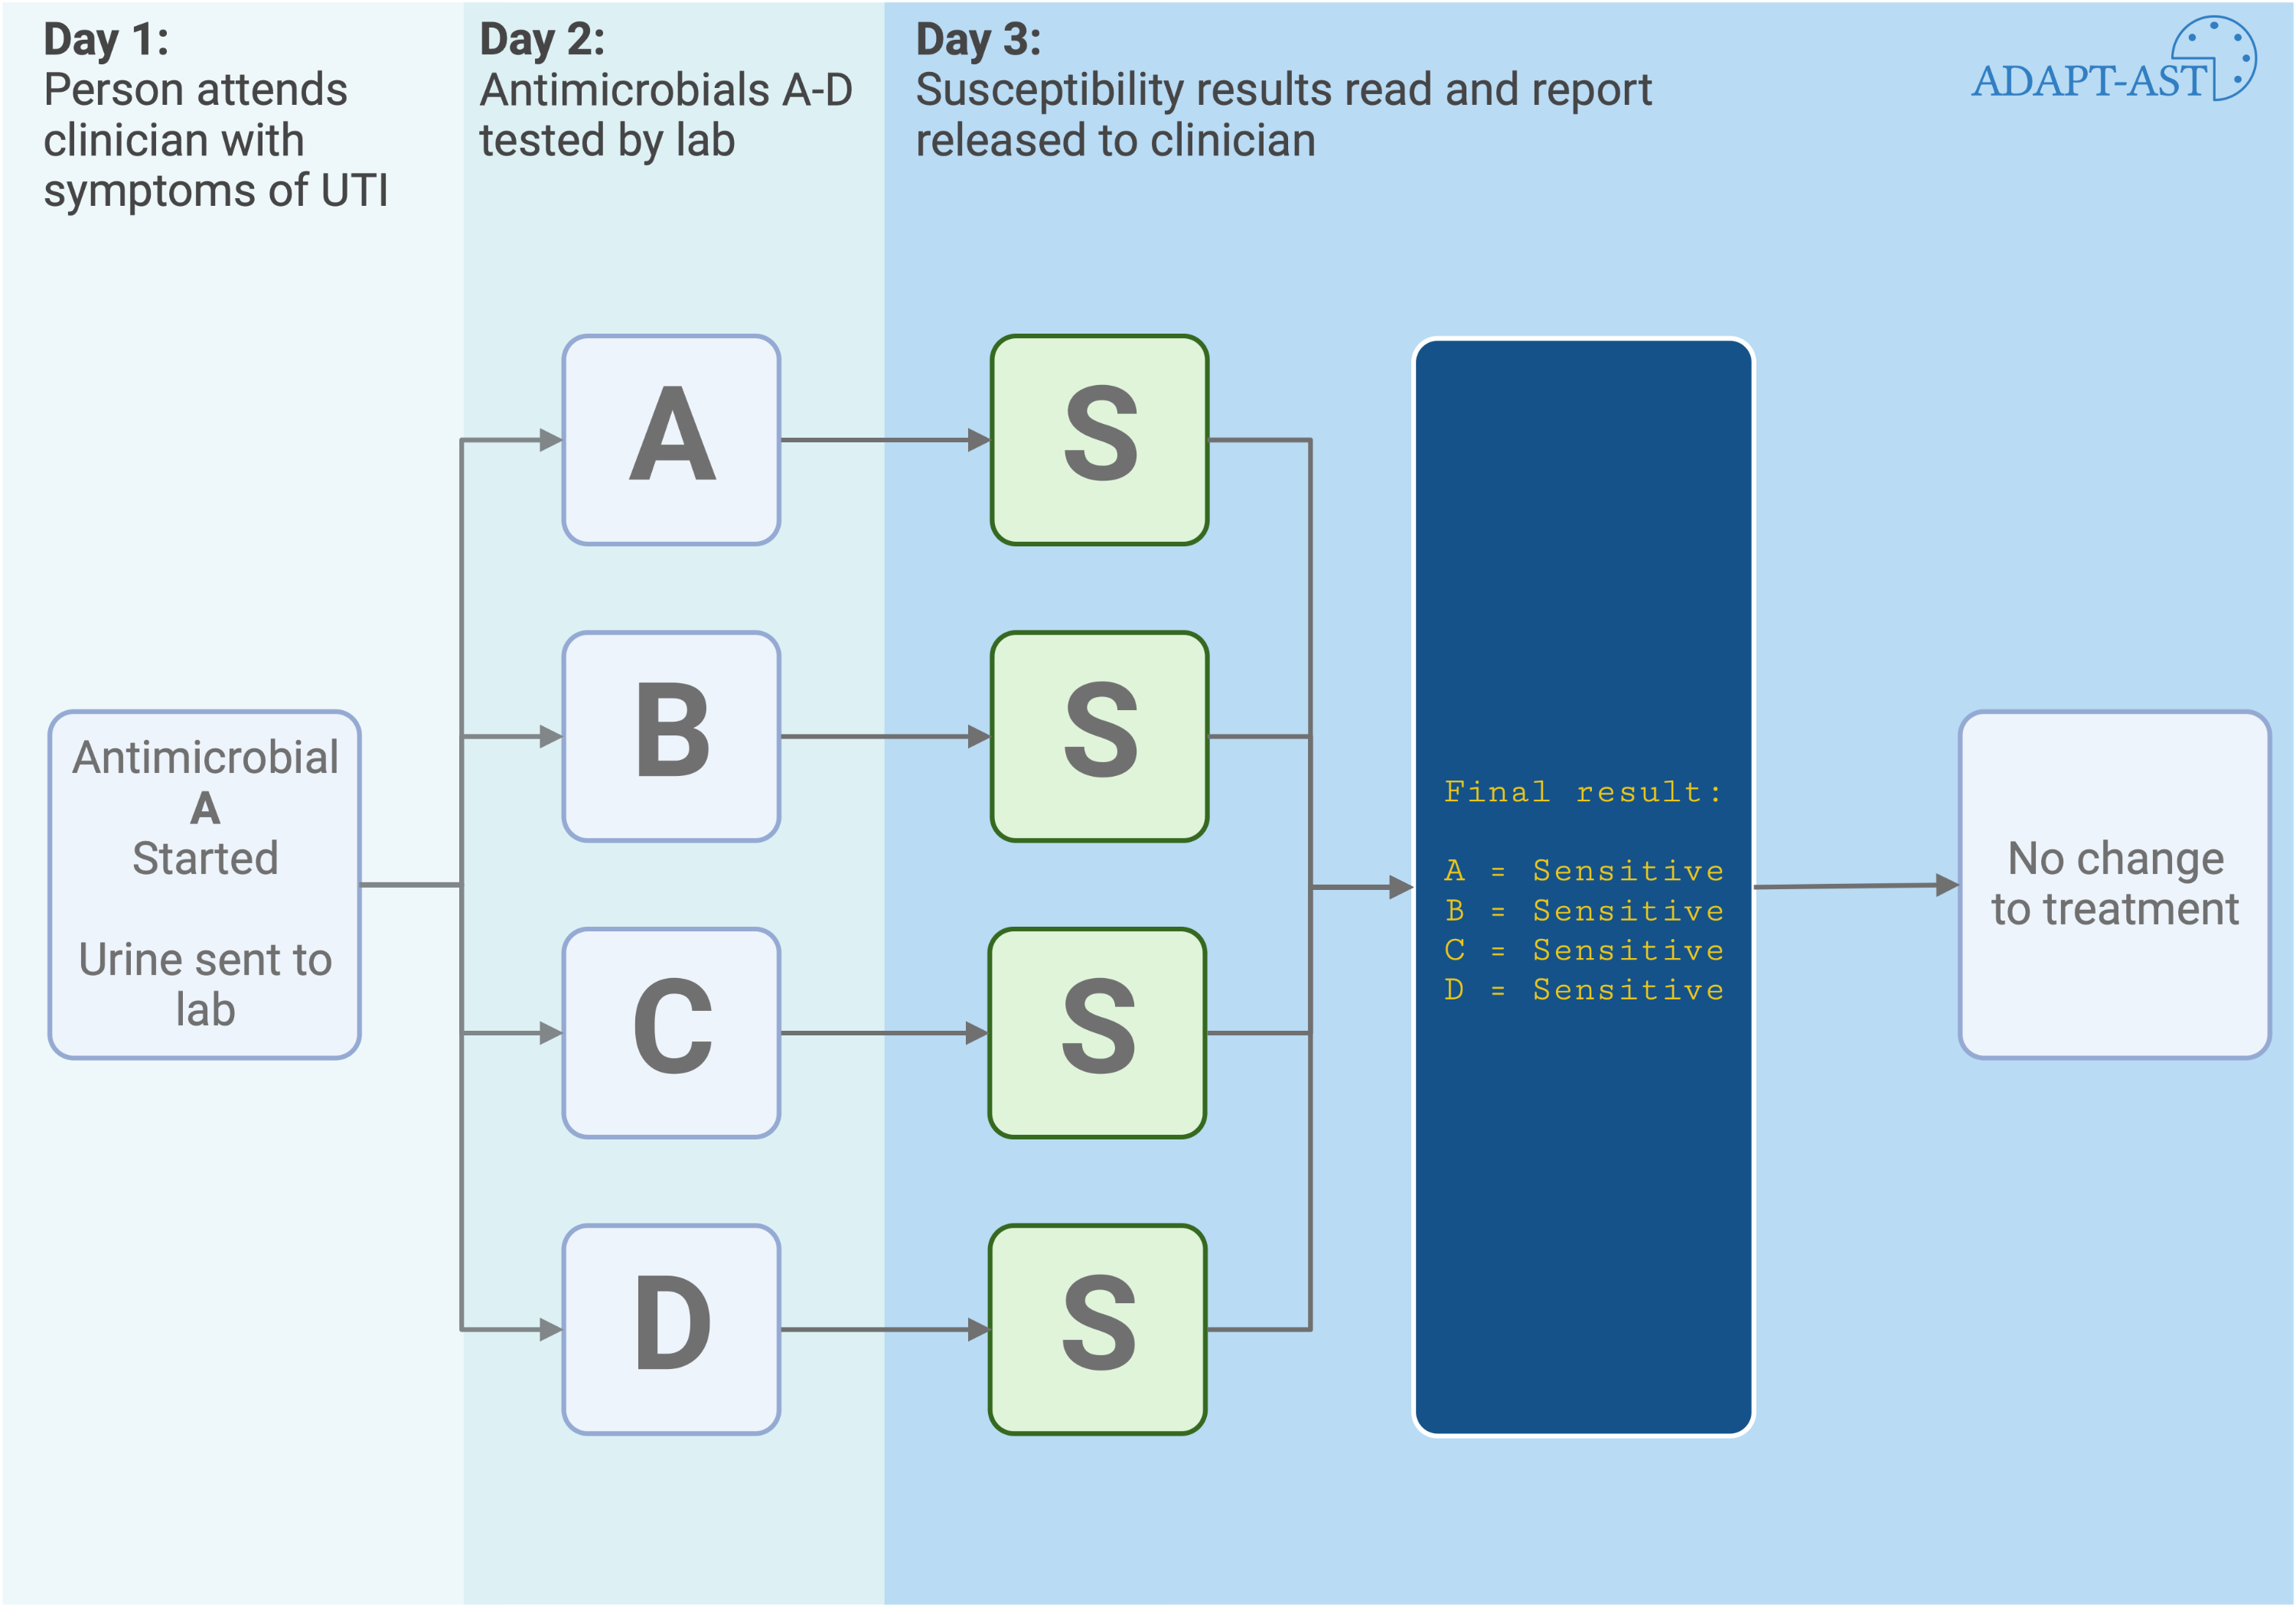 Day 1:
Person attends
clinician with
symptoms of UTI
Day 2:
Antimicrobials A-D
tested by lab
Day 3:
Susceptibility results read and report
released to clinician
ADAPT-AST
Antimicrobial
A
Started
Urine sent to
lab
A
B
C
D
S
S
S
S
Final result:
A = Sensitive
B = Sensitive
C = Sensitive
D = Sensitive
No change
to treatment